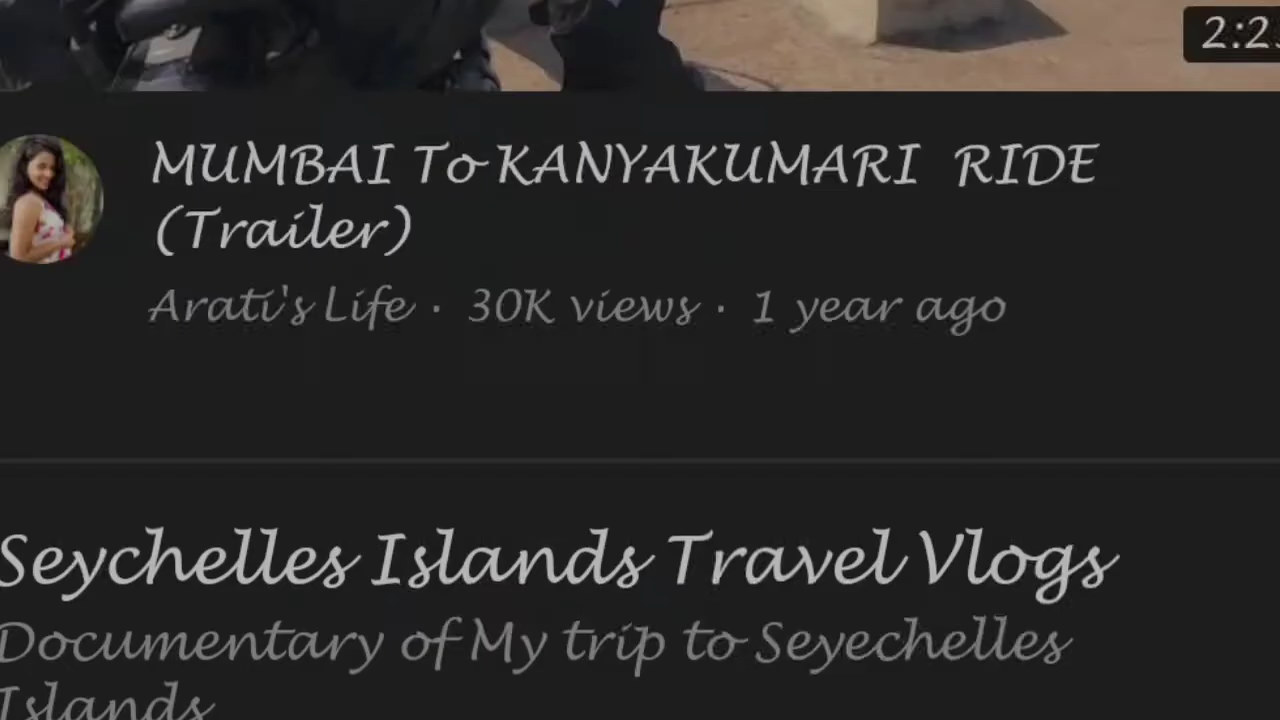 MUMBAI To KANYAKUMARI RIDE
(Trailer)
Arati's Life · 30K views · 1 year ago
Seychelles Islands Travel Vlogs
Documentary of My trip to Seyechelles
Islands